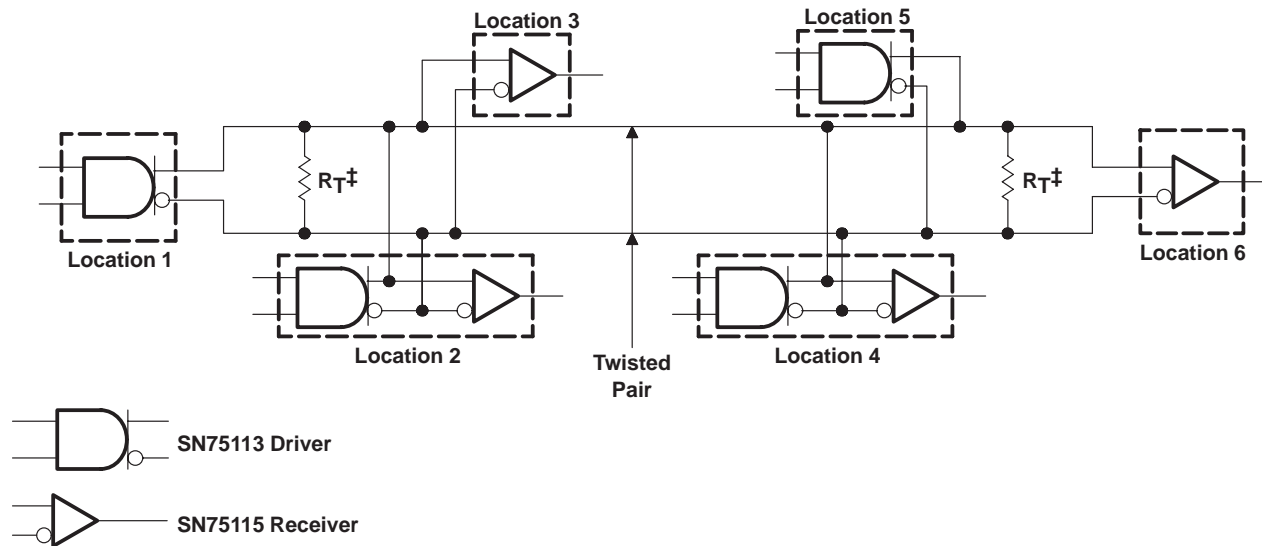 Location 3
Location 5
RT‡
RT‡
Location 1
Location 6
Location 2
Location 4
Twisted
Pair
SN75113 Driver
SN75115 Receiver